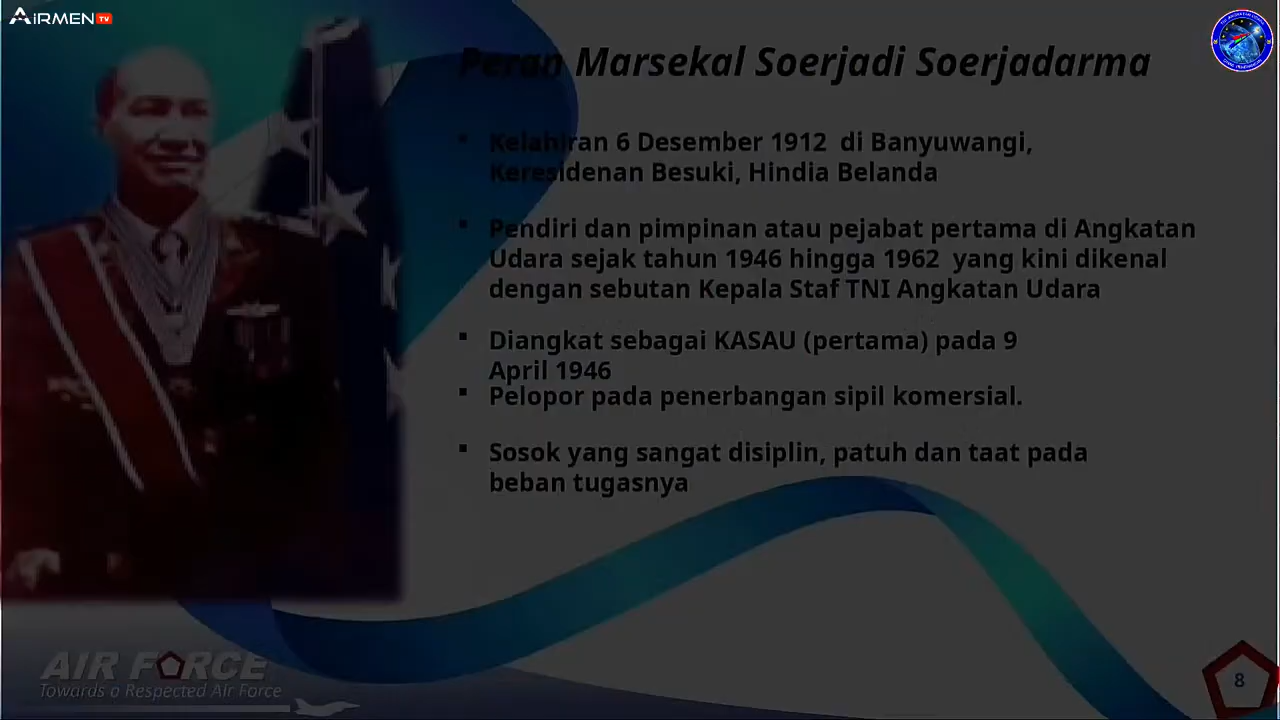 AiRMEN TV
Peran Marsekal Soerjadi Soerjadarma
▪ Kelahiran 6 Desember 1912 di Banyuwangi,
Keresidenan Besuki, Hindia Belanda
▪ Pendiri dan pimpinan atau pejabat pertama di Angkatan
Udara sejak tahun 1946 hingga 1962 yang kini dikenal
dengan sebutan Kepala Staf TNI Angkatan Udara
▪ Diangkat sebagai KASAU (pertama) pada 9
April 1946
▪ Pelopor pada penerbangan sipil komersial.
▪ Sosok yang sangat disiplin, patuh dan taat pada
beban tugasnya
AIR FORCE
Towards a Respected Air Force
8